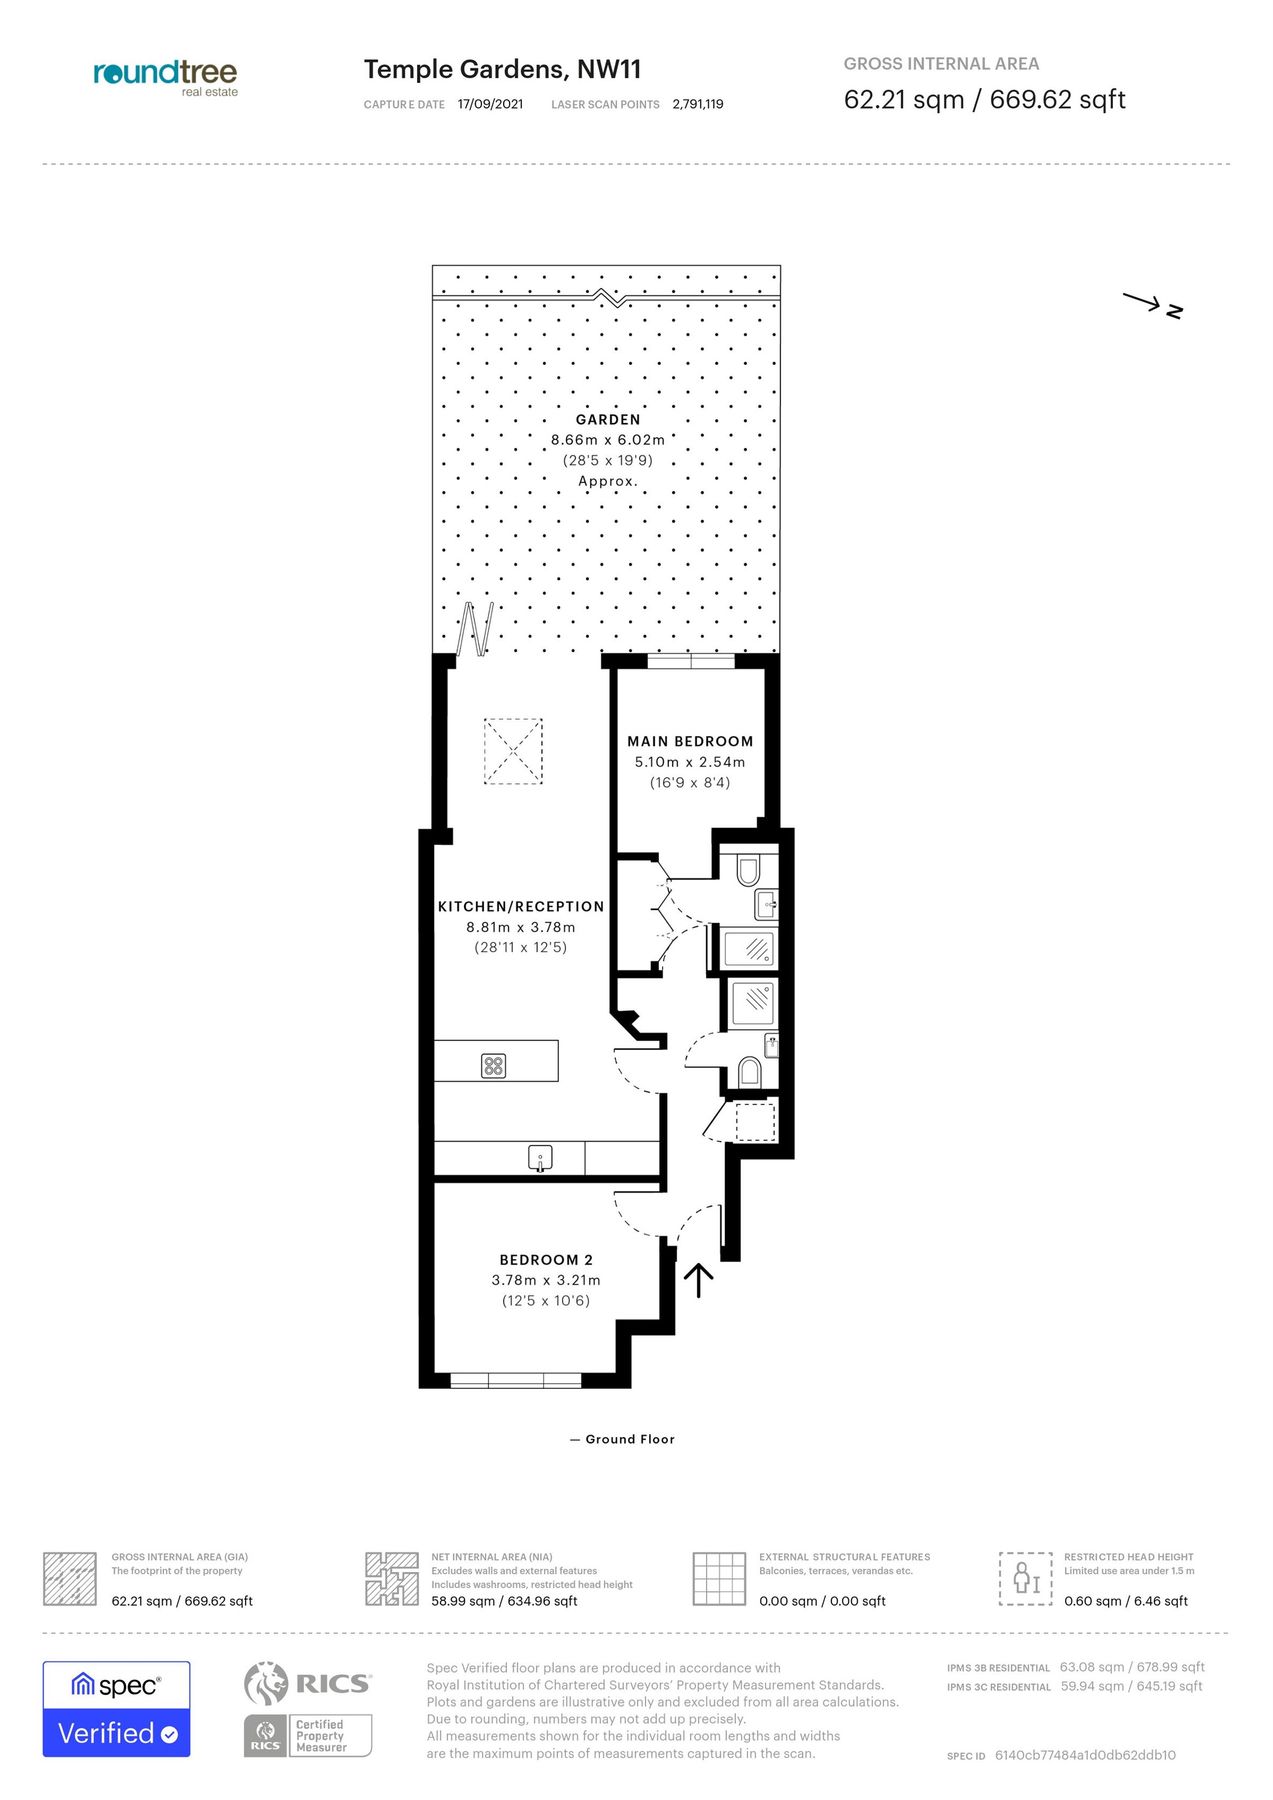 roundtree
real estate
Temple Gardens, NW11
CAPTURE DATE 17/09/2021 LASER SCAN POINTS 2,791,119
GROSS INTERNAL AREA
62.21 sqm / 669.62 sqft
N
GARDEN
8.66m x 6.02m
(28'5 x 19'9)
Approx.
MAIN BEDROOM
5.10m x 2.54m
(16'9 x 8'4)
KITCHEN/RECEPTION
8.81m x 3.78m
(28'11 x 12'5)
BEDROOM 2
3.78m x 3.21m
(12'5 x 10'6)
— Ground Floor
GROSS INTERNAL AREA (GIA)
The footprint of the property
62.21 sqm / 669.62 sqft
NET INTERNAL AREA (NIA)
Excludes walls and external features
Includes washrooms, restricted head height
58.99 sqm / 634.96 sqft
EXTERNAL STRUCTURAL FEATURES
Balconies, terraces, verandas etc.
0.00 sqm / 0.00 sqft
RESTRICTED HEAD HEIGHT
Limited use area under 1.5 m
0.60 sqm / 6.46 sqft
spec®
Verified
RICS®
RICS
Certified
Property
Measurer
Spec Verified floor plans are produced in accordance with
Royal Institution of Chartered Surveyors' Property Measurement Standards.
Plots and gardens are illustrative only and excluded from all area calculations.
Due to rounding, numbers may not add up precisely.
All measurements shown for the individual room lengths and widths
are the maximum points of measurements captured in the scan.
IPMS 3B RESIDENTIAL 63.08 sqm / 678.99 sqft
IPMS 3C RESIDENTIAL 59.94 sqm / 645.19 sqft
SPEC ID 6140cb77484a1d0db62ddb10